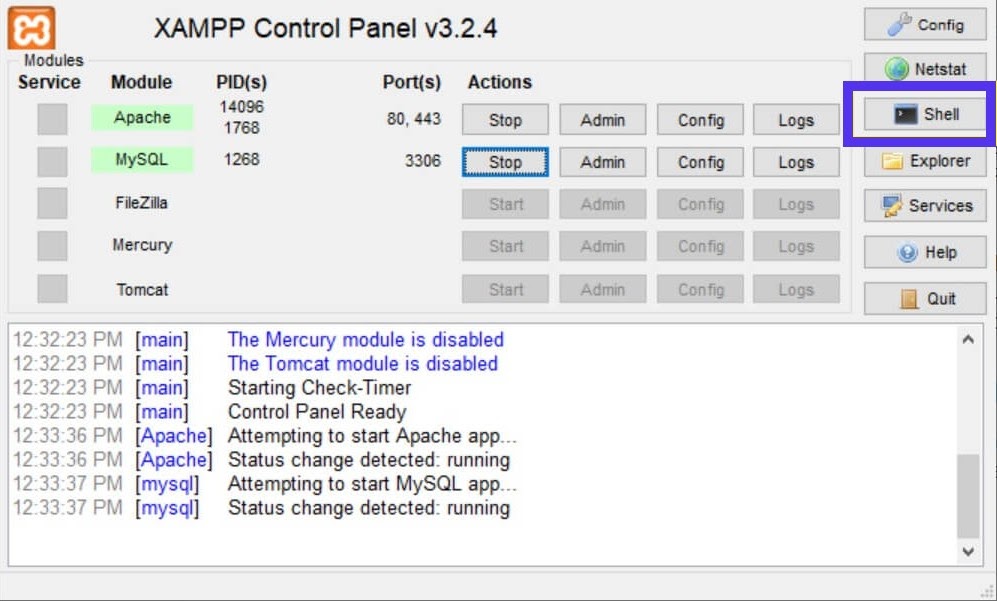 XAMPP Control Panel v3.2.4
Config
Modules
Service Module PID(s) Port(s) Actions
Netstat
Apache 14096 1768 80, 443 Stop Admin Config Logs
Shell
MySQL 1268 3306 Stop Admin Config Logs
Explorer
FileZilla Start Admin Config Logs
Services
Mercury Start Admin Config Logs
Help
Tomcat Start Admin Config Logs
Quit
12:32:23 PM [main] The Mercury module is disabled
12:32:23 PM [main] The Tomcat module is disabled
12:32:23 PM [main] Starting Check-Timer
12:32:23 PM [main] Control Panel Ready
12:33:36 PM [Apache] Attempting to start Apache app...
12:33:36 PM [Apache] Status change detected: running
12:33:37 PM [mysql] Attempting to start MySQL app...
12:33:37 PM [mysql] Status change detected: running